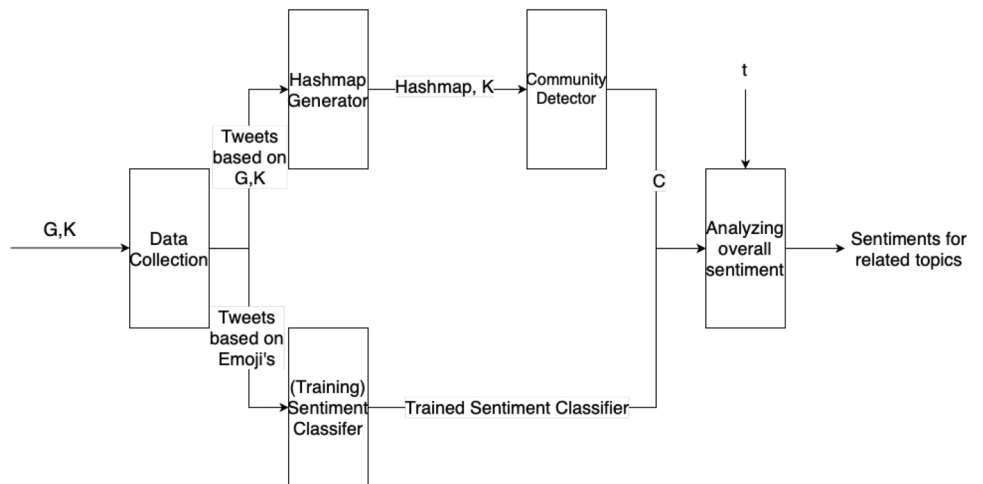 G,K
Data
Collection
Tweets
based on
G,K
Hashmap
Generator
Hashmap, K
Community
Detector
C
Tweets
based on
Emoji's
(Training)
Sentiment
Classifer
Trained Sentiment Classifier
t
Analyzing
overall
sentiment
Sentiments for
related topics